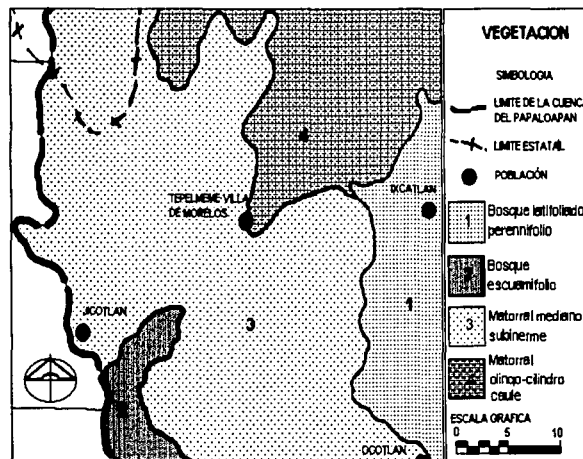 VEGETACION
SIMBOLOGIA
LIMITE DE LA CUENCA
DEL PAPALOAPAN
LIMITE ESTATAL
POBLACIÓN
1 Bosque latifoliado
perennifolio
Bosque
escuamifolio
3 Matorral mediano
subinerme
Matorral
caule
ESCALA GRAFICA
0 5 10
X
4
TEPELMEME VILLA
DE MORELOS
IXCATLAN
JICOTLAN
3
1
OCOTLAN